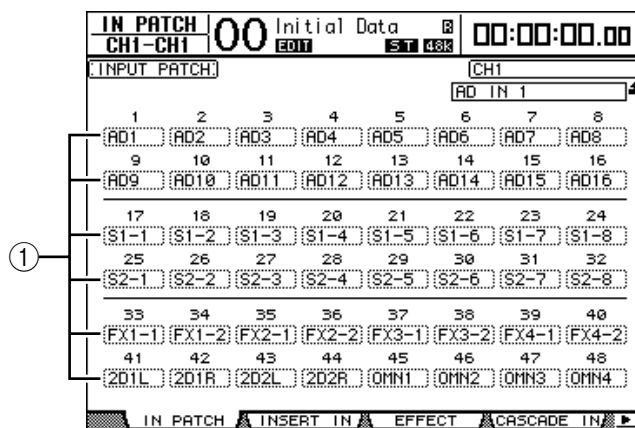 IN PATCH 00 Initial Data R 00:00:00.00
CH1-CH1 EDIT ST 48K
INPUT PATCH CH1
AD IN 1
1 2 3 4 5 6 7 8
AD1 AD2 AD3 AD4 AD5 AD6 AD7 AD8
9 10 11 12 13 14 15 16
AD9 AD10 AD11 AD12 AD13 AD14 AD15 AD16
17 18 19 20 21 22 23 24
S1-1 S1-2 S1-3 S1-4 S1-5 S1-6 S1-7 S1-8
① 25 26 27 28 29 30 31 32
S2-1 S2-2 S2-3 S2-4 S2-5 S2-6 S2-7 S2-8
33 34 35 36 37 38 39 40
FX1-1 FX1-2 FX2-1 FX2-2 FX3-1 FX3-2 FX4-1 FX4-2
41 42 43 44 45 46 47 48
2D1L 2D1R 2D2L 2D2R OMN1 OMN2 OMN3 OMN4
IN PATCH INSERT IN EFFECT CASCADE IN